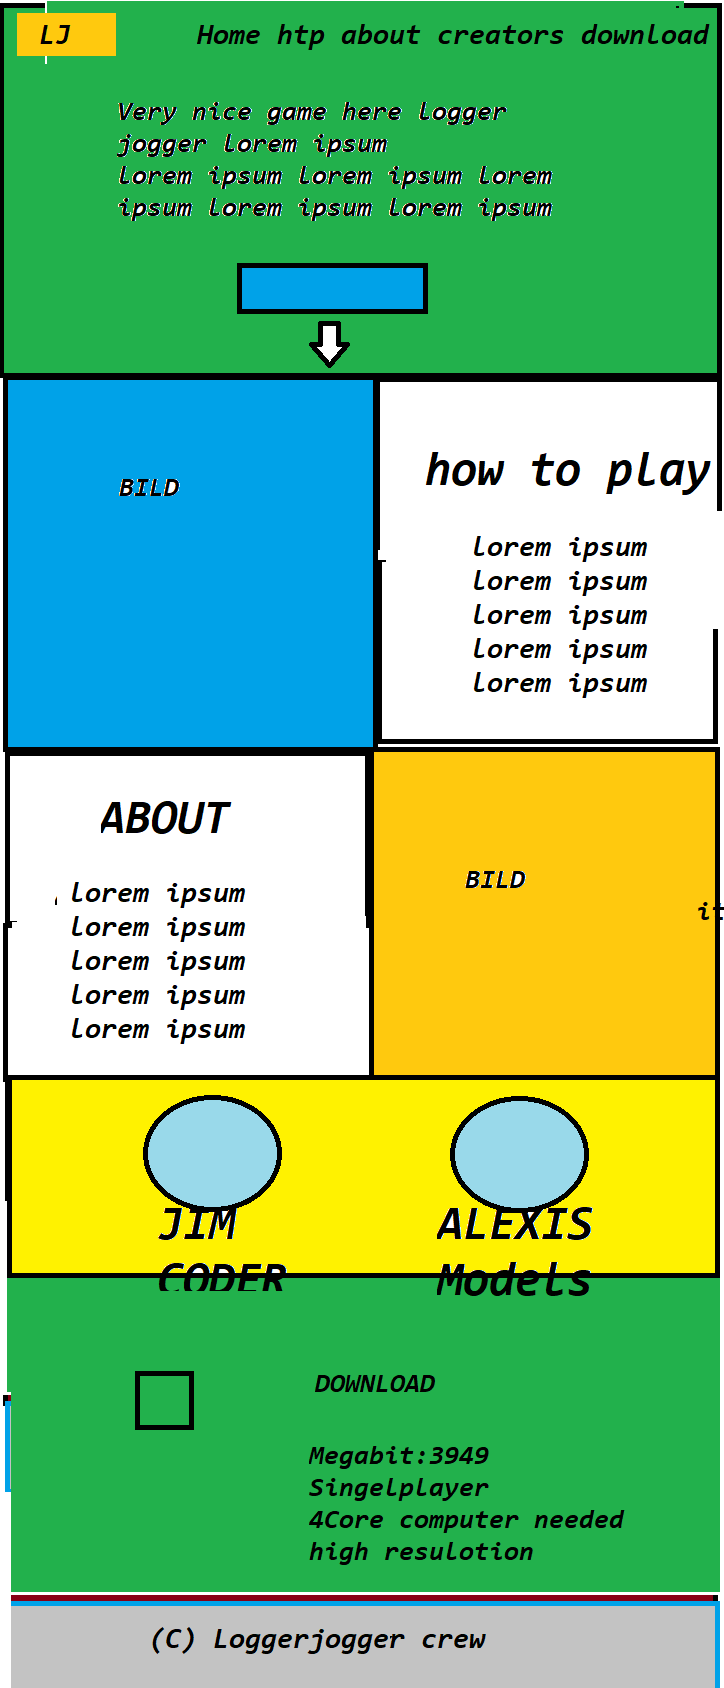 LJ
Home htp about creators download
Very nice game here logger
jogger lorem ipsum
lorem ipsum lorem ipsum lorem
ipsum lorem ipsum lorem ipsum
BILD
how to play
lorem ipsum
lorem ipsum
lorem ipsum
lorem ipsum
lorem ipsum
ABOUT
lorem ipsum
lorem ipsum
lorem ipsum
lorem ipsum
lorem ipsum
BILD
it
JIM
CODER
ALEXIS
Models
DOWNLOAD
Megabit:3949
Singelplayer
4Core computer needed
high resulotion
(C) Loggerjogger crew